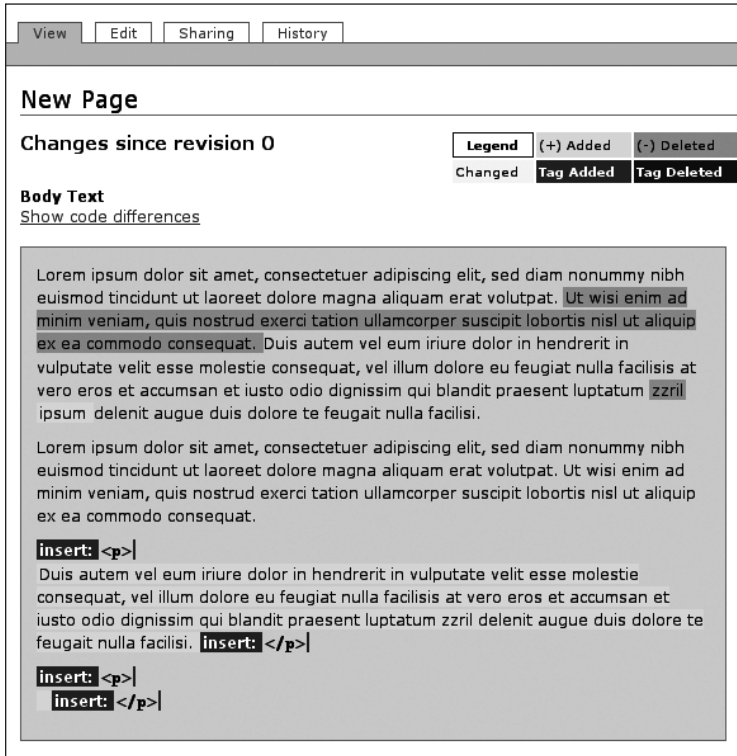 View Edit Sharing History
New Page
Changes since revision 0
Legend (+) Added (-) Deleted
Changed Tag Added Tag Deleted
Body Text
Show code differences
Lorem ipsum dolor sit amet, consectetuer adipiscing elit, sed diam nonummy nibh
euismod tincidunt ut laoreet dolore magna aliquam erat volutpat. Ut wisi enim ad
minim veniam, quis nostrud exerci tation ullamcorper suscipit lobortis nisl ut aliquip
ex ea commodo consequat. Duis autem vel eum iriure dolor in hendrerit in
vulputate velit esse molestie consequat, vel illum dolore eu feugiat nulla facilisis at
vero eros et accumsan et iusto odio dignissim qui blandit praesent luptatum zzril
ipsum delenit augue duis dolore te feugait nulla facilisi.
Lorem ipsum dolor sit amet, consectetuer adipiscing elit, sed diam nonummy nibh
euismod tincidunt ut laoreet dolore magna aliquam erat volutpat. Ut wisi enim ad
minim veniam, quis nostrud exerci tation ullamcorper suscipit lobortis nisl ut aliquip
ex ea commodo consequat.
insert: <p>
Duis autem vel eum iriure dolor in hendrerit in vulputate velit esse molestie
consequat, vel illum dolore eu feugiat nulla facilisis at vero eros et accumsan et
iusto odio dignissim qui blandit praesent luptatum zzril delenit augue duis dolore te
feugait nulla facilisi. insert: </p>
insert: <p>
insert: </p>